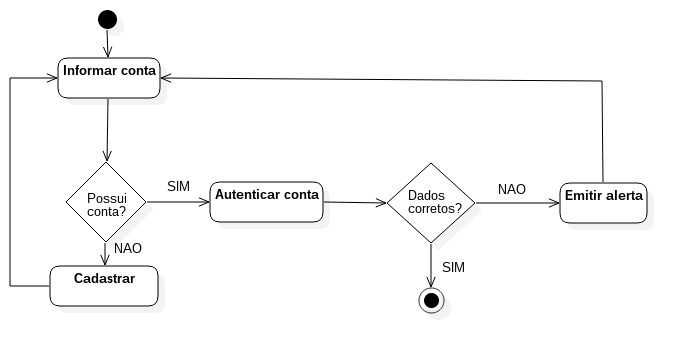 Informar conta
Possui
conta?
SIM
Autenticar conta
Dados
corretos?
NAO
Emitir alerta
NAO
Cadastrar
SIM